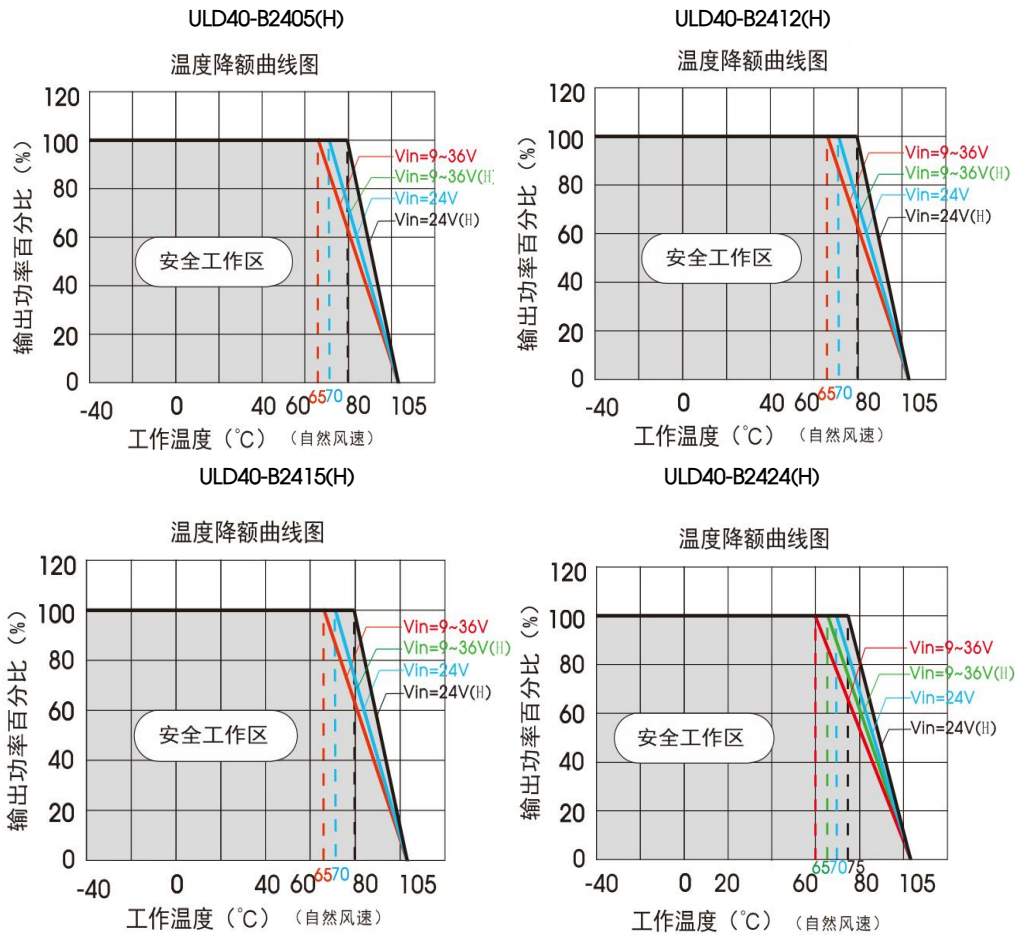 ULD40-B2405(H)
温度降额曲线图
输出功率百分比（%）
120
100
80
60
40
20
0
Vin=9~36V
Vin=9~36V(H)
Vin=24V
Vin=24V(H)
安全工作区
-40 0 40 60 65 70 80 105
工作温度（°C）（自然风速）
ULD40-B2412(H)
温度降额曲线图
输出功率百分比（%）
120
100
80
60
40
20
0
Vin=9~36V
Vin=9~36V(H)
Vin=24V
Vin=24V(H)
安全工作区
-40 0 40 60 65 70 80 105
工作温度（°C）（自然风速）
ULD40-B2415(H)
温度降额曲线图
输出功率百分比（%）
120
100
80
60
40
20
0
Vin=9~36V
Vin=9~36V(H)
Vin=24V
Vin=24V(H)
安全工作区
-40 0 40 60 65 70 80 105
工作温度（°C）（自然风速）
ULD40-B2424(H)
温度降额曲线图
输出功率百分比（%）
120
100
80
60
40
20
0
Vin=9~36V
Vin=9~36V(H)
Vin=24V
Vin=24V(H)
安全工作区
-40 0 20 60 65 70 75 80 105
工作温度（°C）（自然风速）